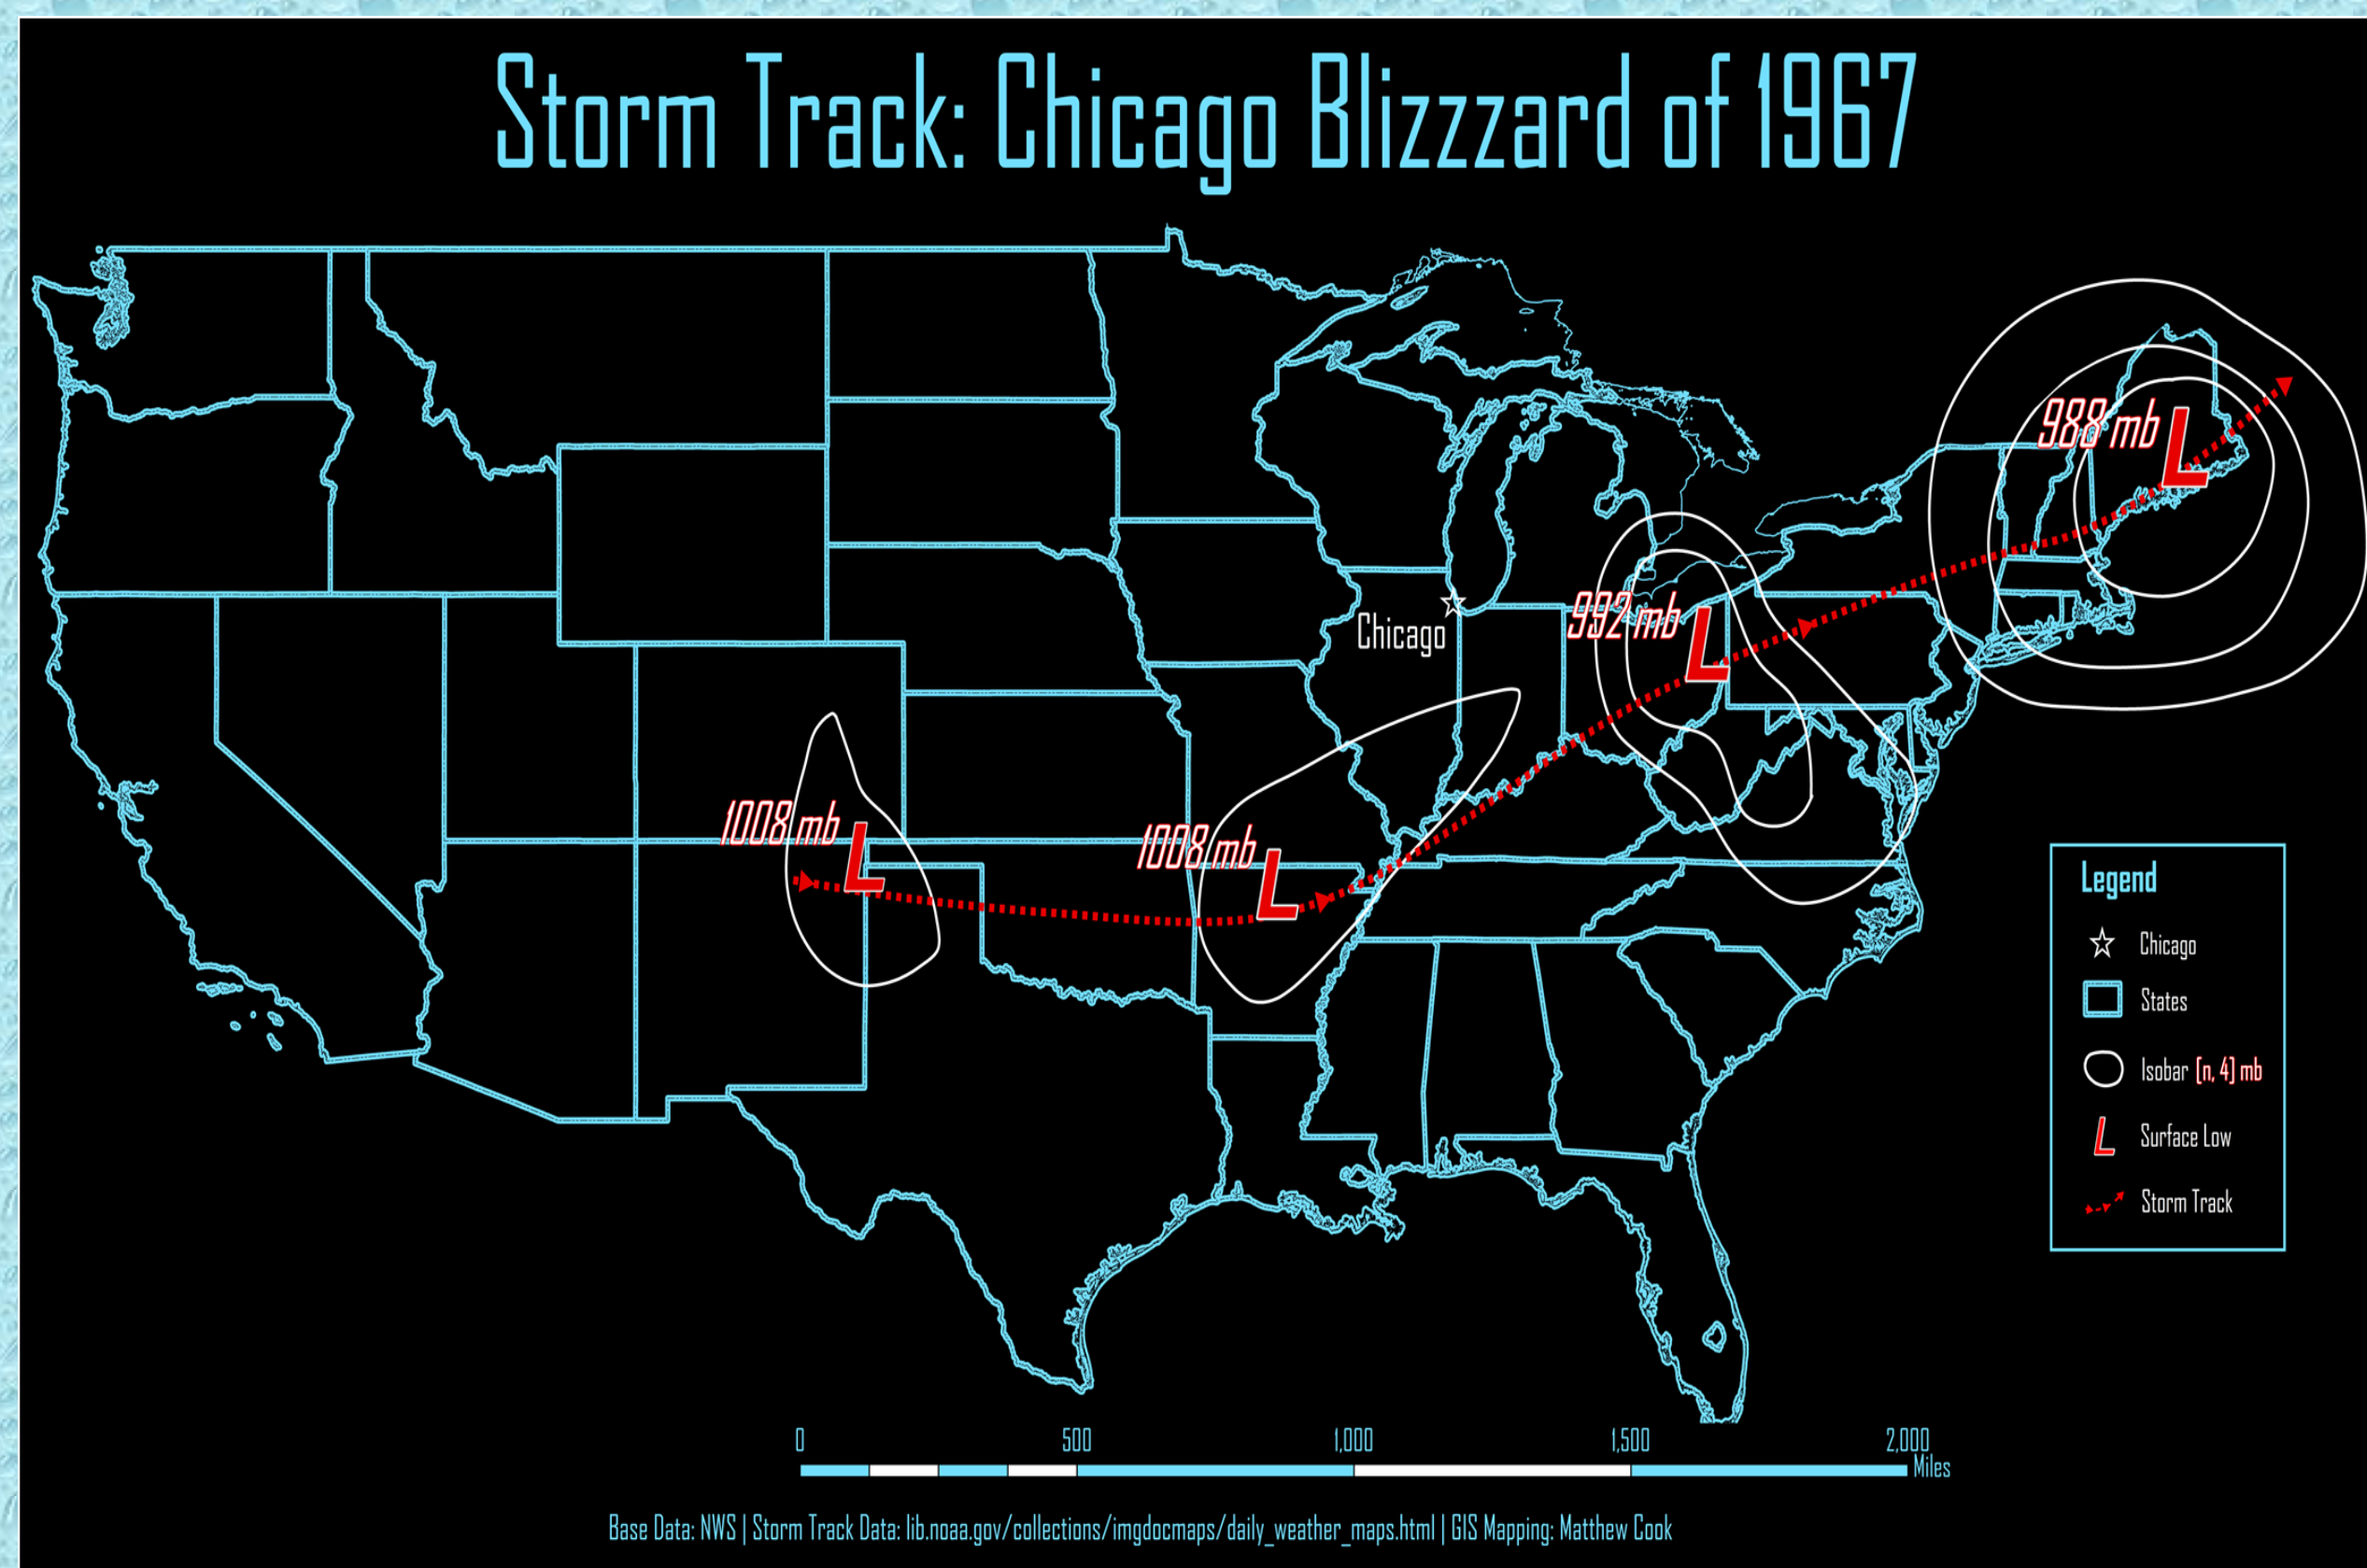 Storm Track: Chicago Blizzzard of 1967
988 mb
L
992 mb
L
Chicago
1008 mb
L
1008 mb
L
Legend
Chicago
States
Isobar [n, 4] mb
L Surface Low
Storm Track
0 500 1,000 1,500 2,000
Miles
Base Data: NWS | Storm Track Data: lib.noaa.gov/collections/imgdocmaps/daily_weather_maps.html | GIS Mapping: Matthew Cook